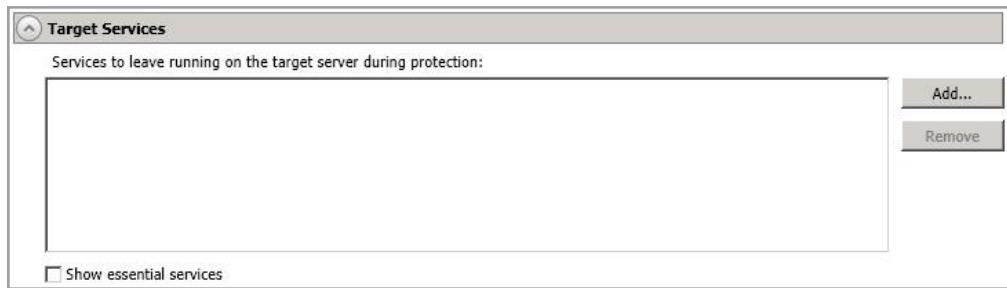 Target Services
Services to leave running on the target server during protection:
Add...
Remove
Show essential services